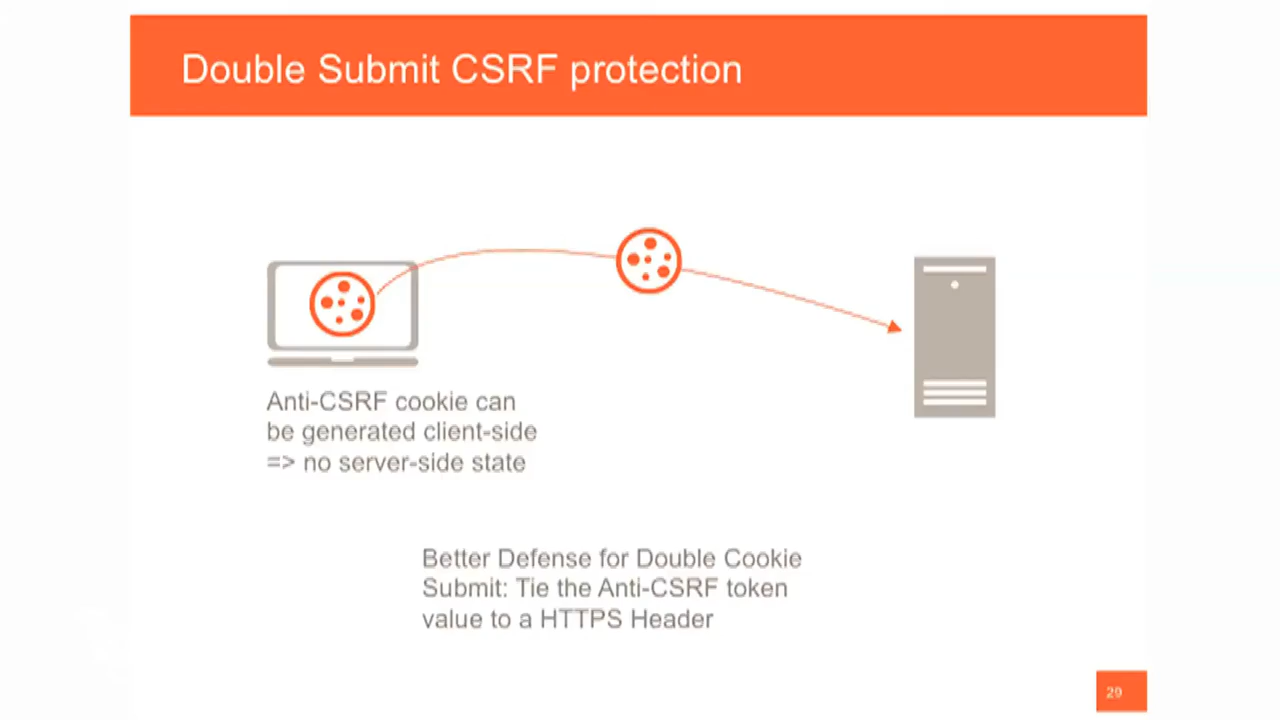 Double Submit CSRF protection
Anti-CSRF cookie can
be generated client-side
=> no server-side state
Better Defense for Double Cookie
Submit: Tie the Anti-CSRF token
value to a HTTPS Header
29